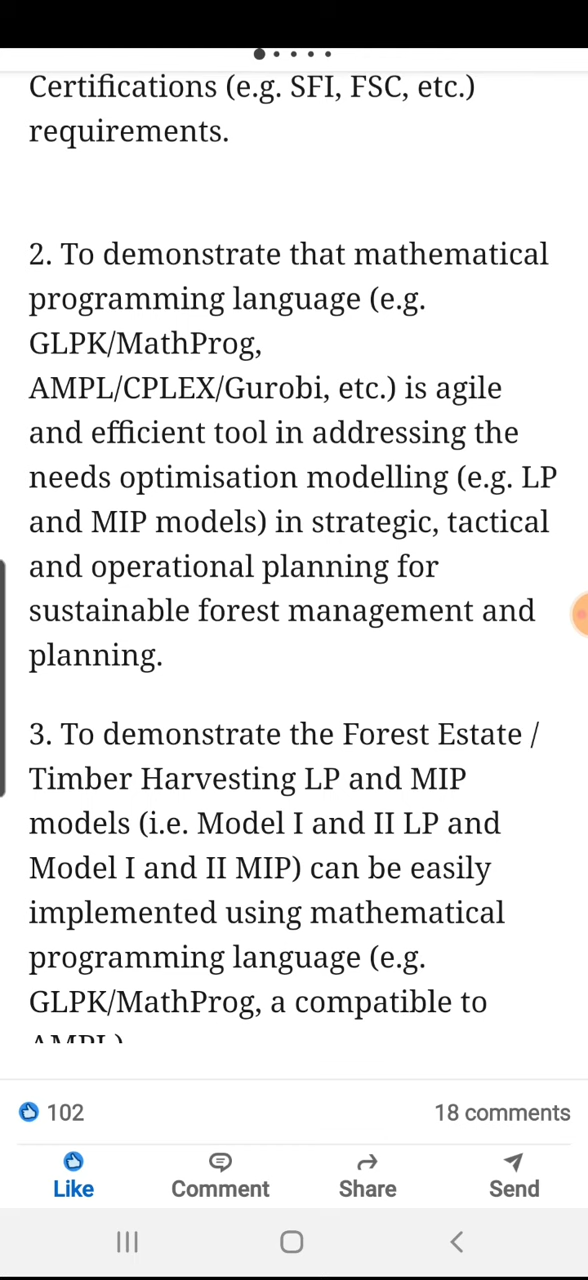 Certifications (e.g. SFI, FSC, etc.)
requirements.
2. To demonstrate that mathematical
programming language (e.g.
GLPK/MathProg,
AMPL/CPLEX/Gurobi, etc.) is agile
and efficient tool in addressing the
needs optimisation modelling (e.g. LP
and MIP models) in strategic, tactical
and operational planning for
sustainable forest management and
planning.
3. To demonstrate the Forest Estate /
Timber Harvesting LP and MIP
models (i.e. Model I and II LP and
Model I and II MIP) can be easily
implemented using mathematical
programming language (e.g.
GLPK/MathProg, a compatible to
AMPL)
102
18 comments
Like
Comment
Share
Send